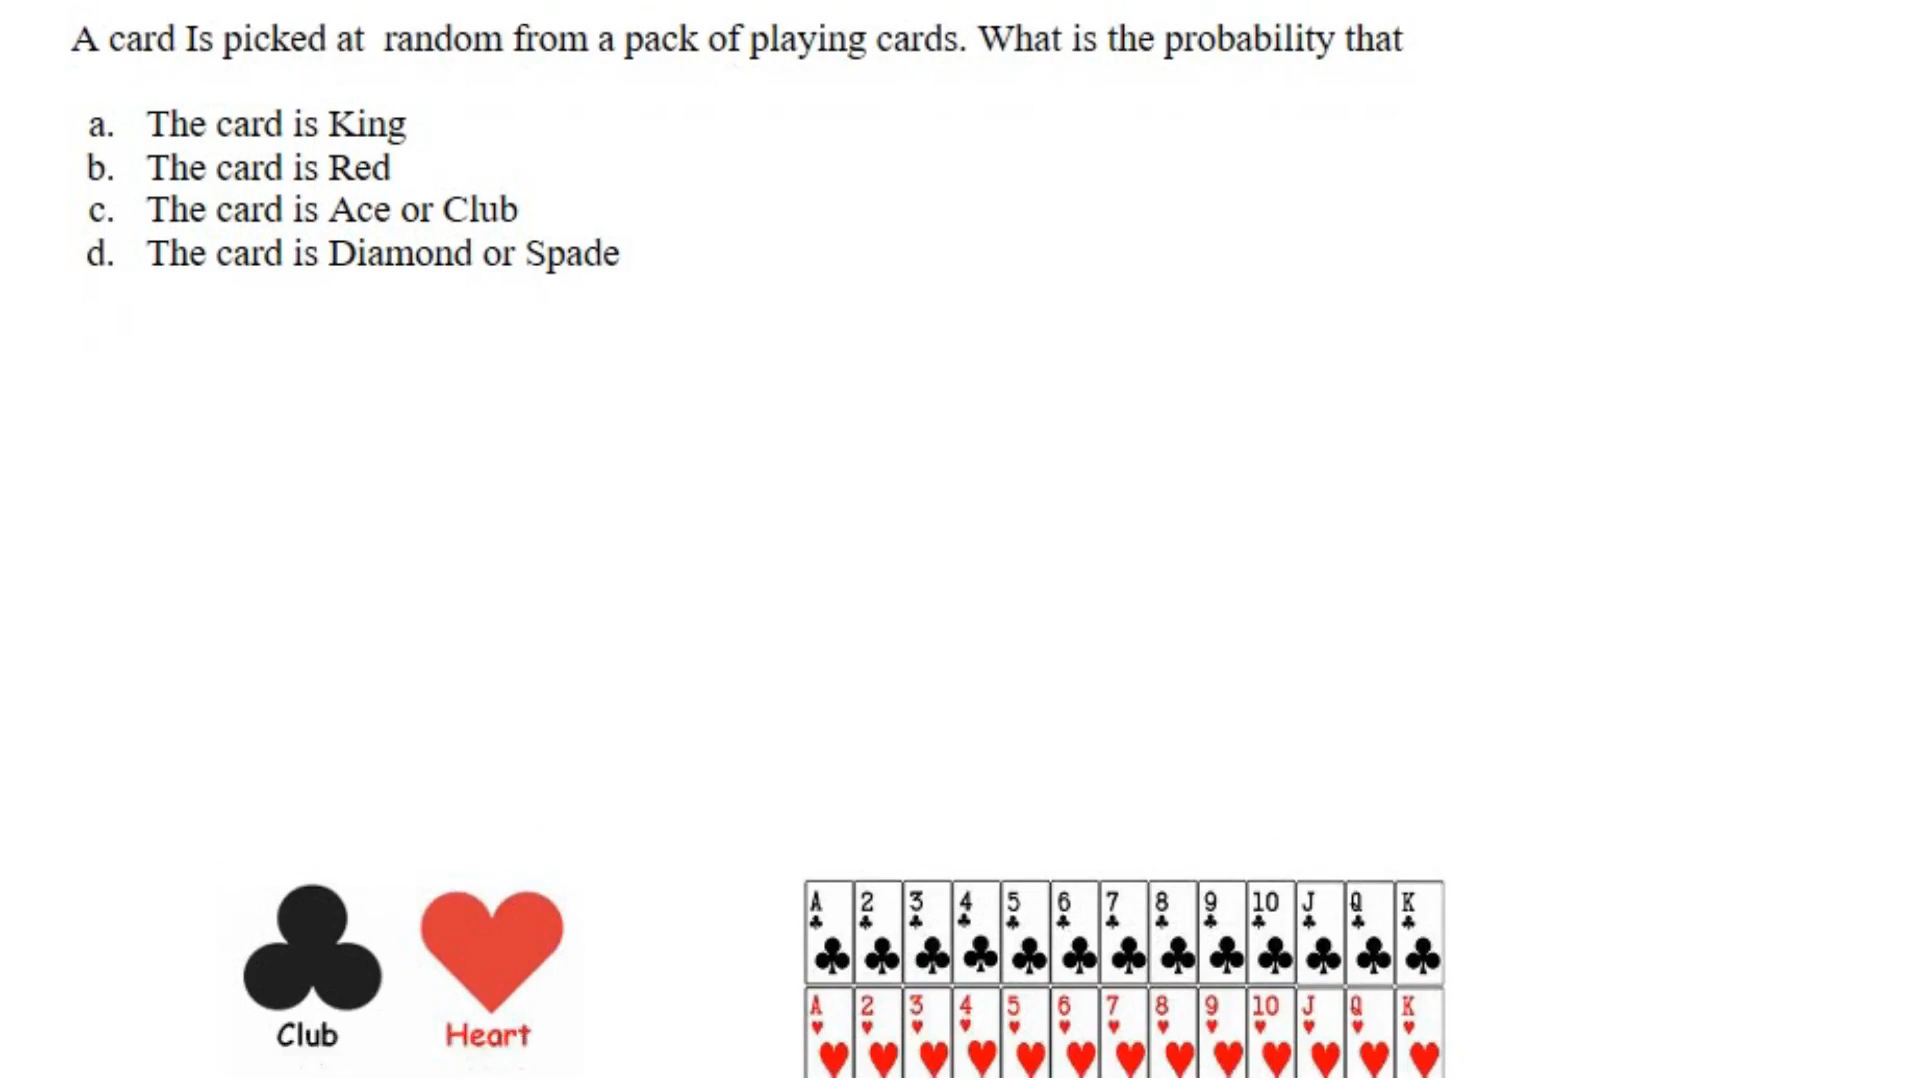 A card Is picked at random from a pack of playing cards. What is the probability that
a. The card is King
b. The card is Red
c. The card is Ace or Club
d. The card is Diamond or Spade
A 2 3 4 5 6 7 8 9 10 J Q K
Club Heart
A 2 3 4 5 6 7 8 9 10 J Q K